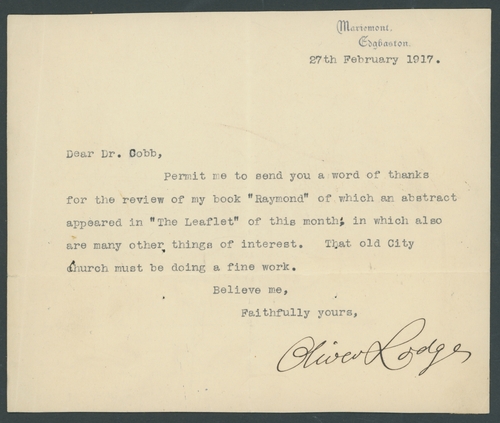 Mariemont,
Edgbaston.
27th February 1917.
Dear Dr. Cobb,
Permit me to send you a word of thanks
for the review of my book "Raymond" of which an abstract
appeared in "The Leaflet" of this month; in which also
are many other things of interest. That old City
church must be doing a fine work.
Believe me,
Faithfully yours,
Oliver Lodge